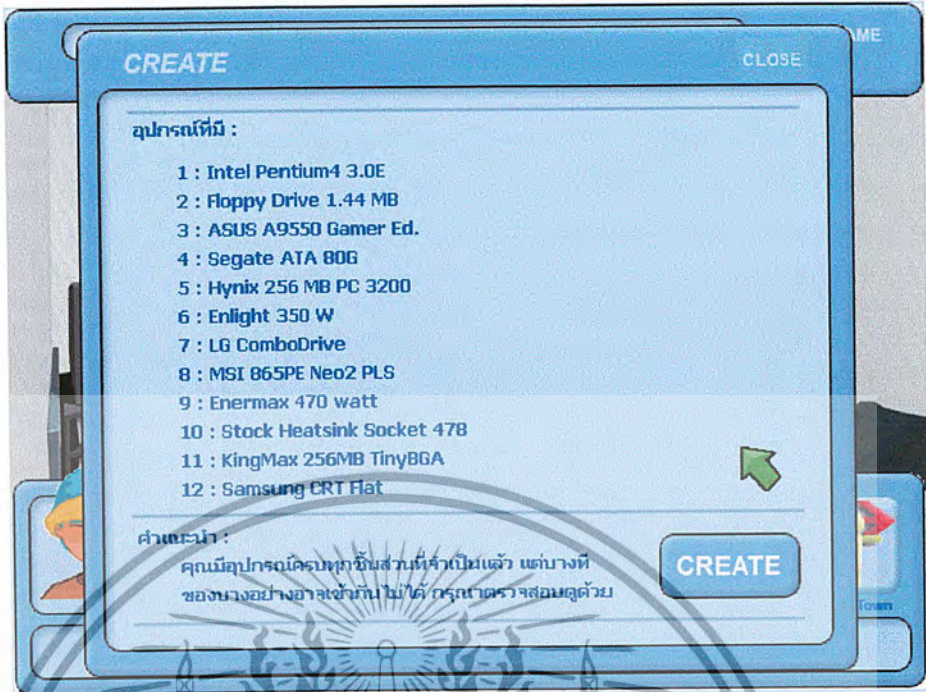 AME
CREATE
CLOSE
อุปกรณ์ที่มี :
1 : Intel Pentium4 3.0E
2 : Floppy Drive 1.44 MB
3 : ASUS A9550 Gamer Ed.
4 : Segate ATA 80G
5 : Hynix 256 MB PC 3200
6 : Enlight 350 W
7 : LG ComboDrive
8 : MSI 865PE Neo2 PLS
9 : Enermax 470 watt
10 : Stock Heatsink Socket 478
11 : KingMax 256MB TinyBGA
12 : Samsung CRT Flat
คำแนะนำ :
คุณมีอุปกรณ์ครบทุกชิ้นส่วนที่จำเป็นแล้ว แต่บางที
ของบางอย่างอาจเข้ากันไม่ได้ กรุณาตรวจสอบดูด้วย
CREATE
Town